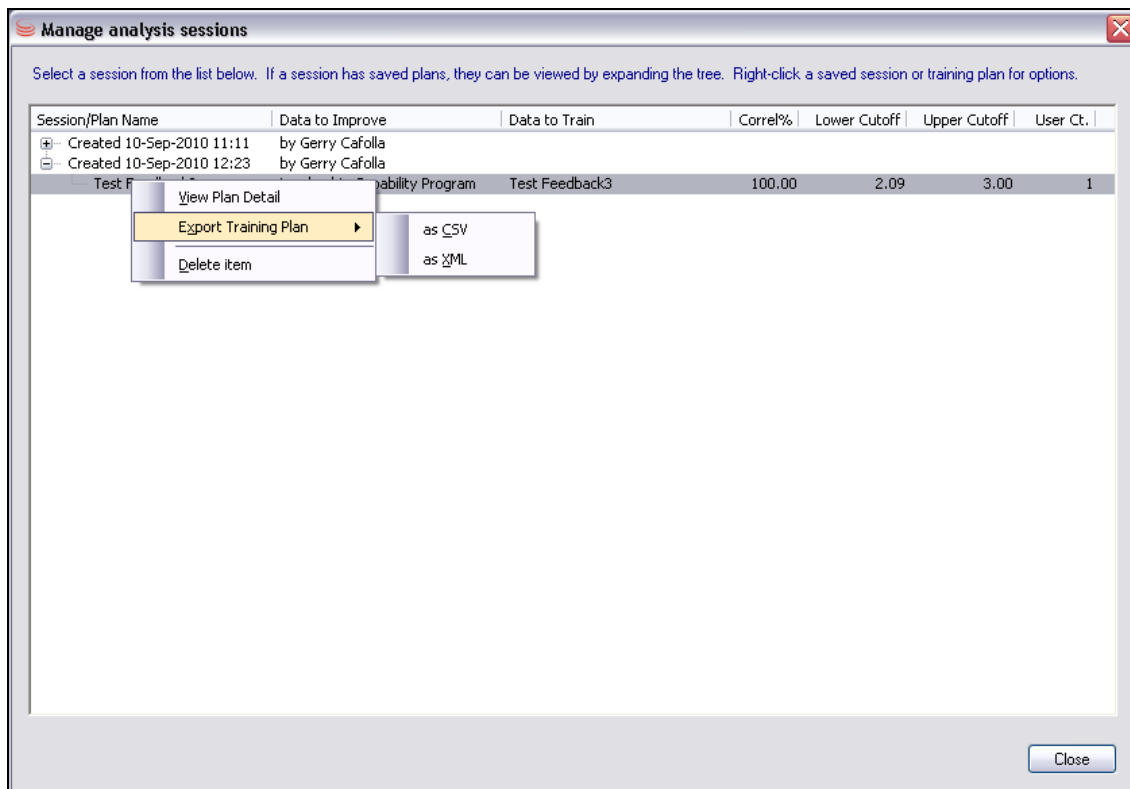 Manage analysis sessions
Select a session from the list below. If a session has saved plans, they can be viewed by expanding the tree. Right-click a saved session or training plan for options.
Session/Plan Name Data to Improve Data to Train Correl% Lower Cutoff Upper Cutoff User Ct.
Created 10-Sep-2010 11:11 by Gerry Cafolla
Created 10-Sep-2010 12:23 by Gerry Cafolla
Test Program Test Feedback3 100.00 2.09 3.00 1
View Plan Detail
Export Training Plan
as CSV
as XML
Delete item
Close